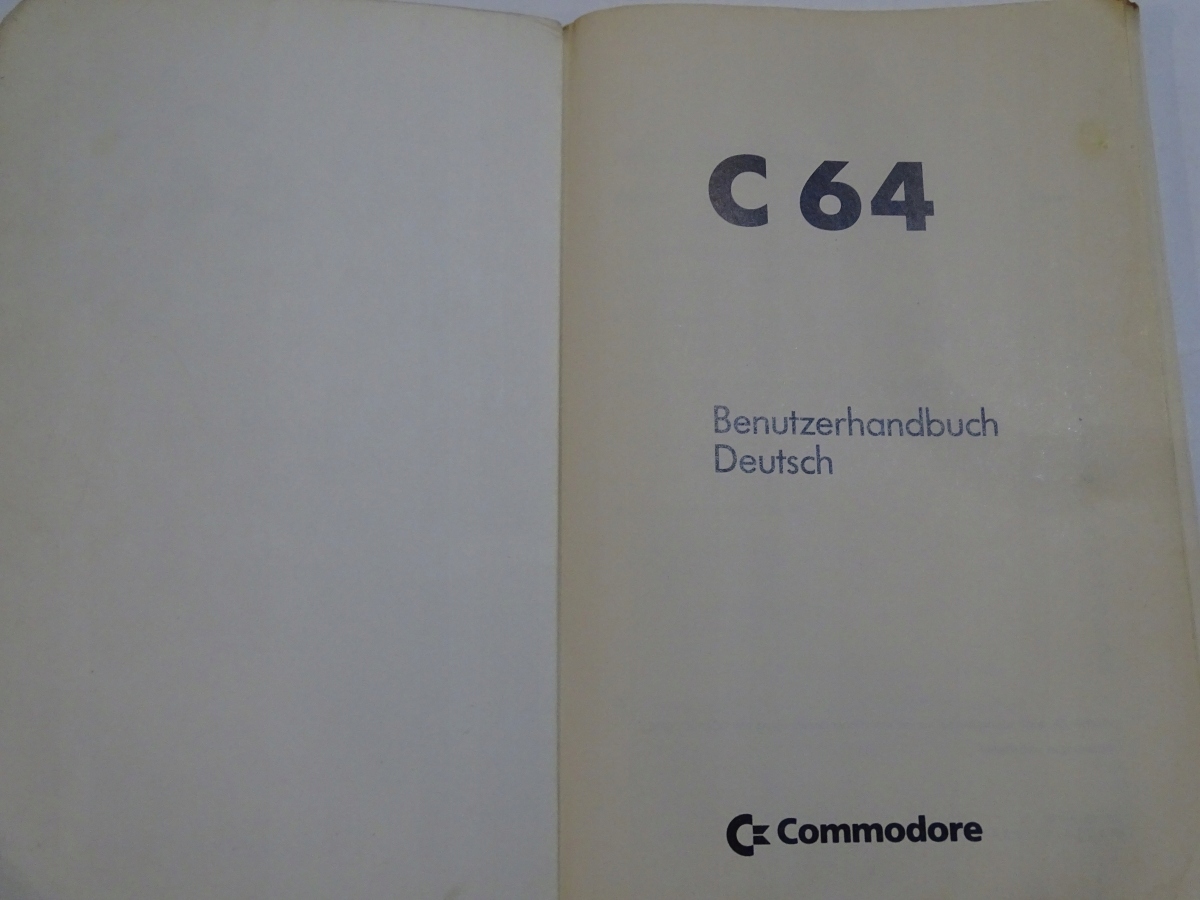 C 64
Benutzerhandbuch
Deutsch
Commodore